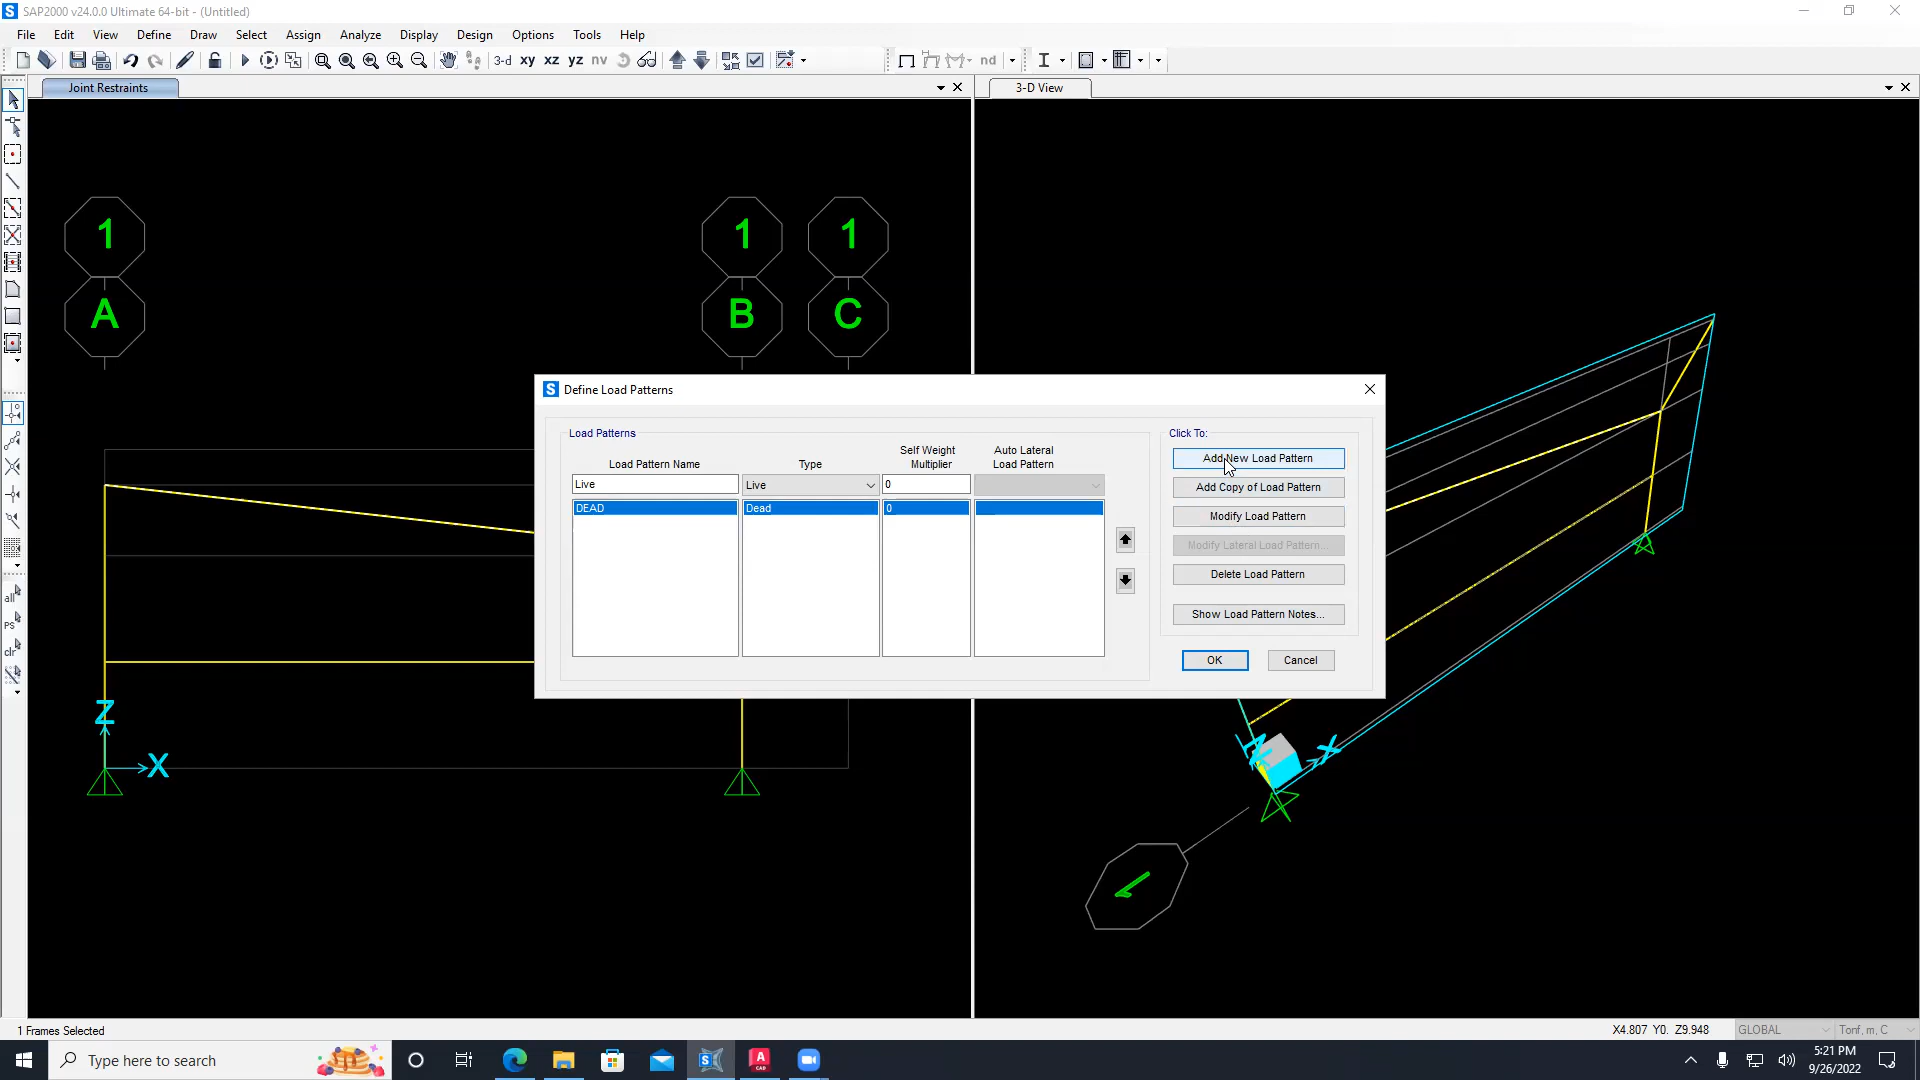 SAP2000 v24.0.0 Ultimate 64-bit - (Untitled)
File Edit View Define Draw Select Assign Analyze Display Design Options Tools Help
3-d xy xz yz nv nd
Joint Restraints
3-D View
1 1 1
A B C
Define Load Patterns
Load Patterns
Click To:
Load Pattern Name Type Self Weight Multiplier Auto Lateral Load Pattern
Live Live 0
DEAD Dead 0
Add New Load Pattern
Add Copy of Load Pattern
Modify Load Pattern
Modify Lateral Load Pattern...
Delete Load Pattern
Show Load Pattern Notes...
OK Cancel
all
PS
clr
Z
X
Z
X
1
1 Frames Selected
X4.807 Y0. Z9.948
GLOBAL
Tonf, m, C
Type here to search
5:21 PM
9/26/2022